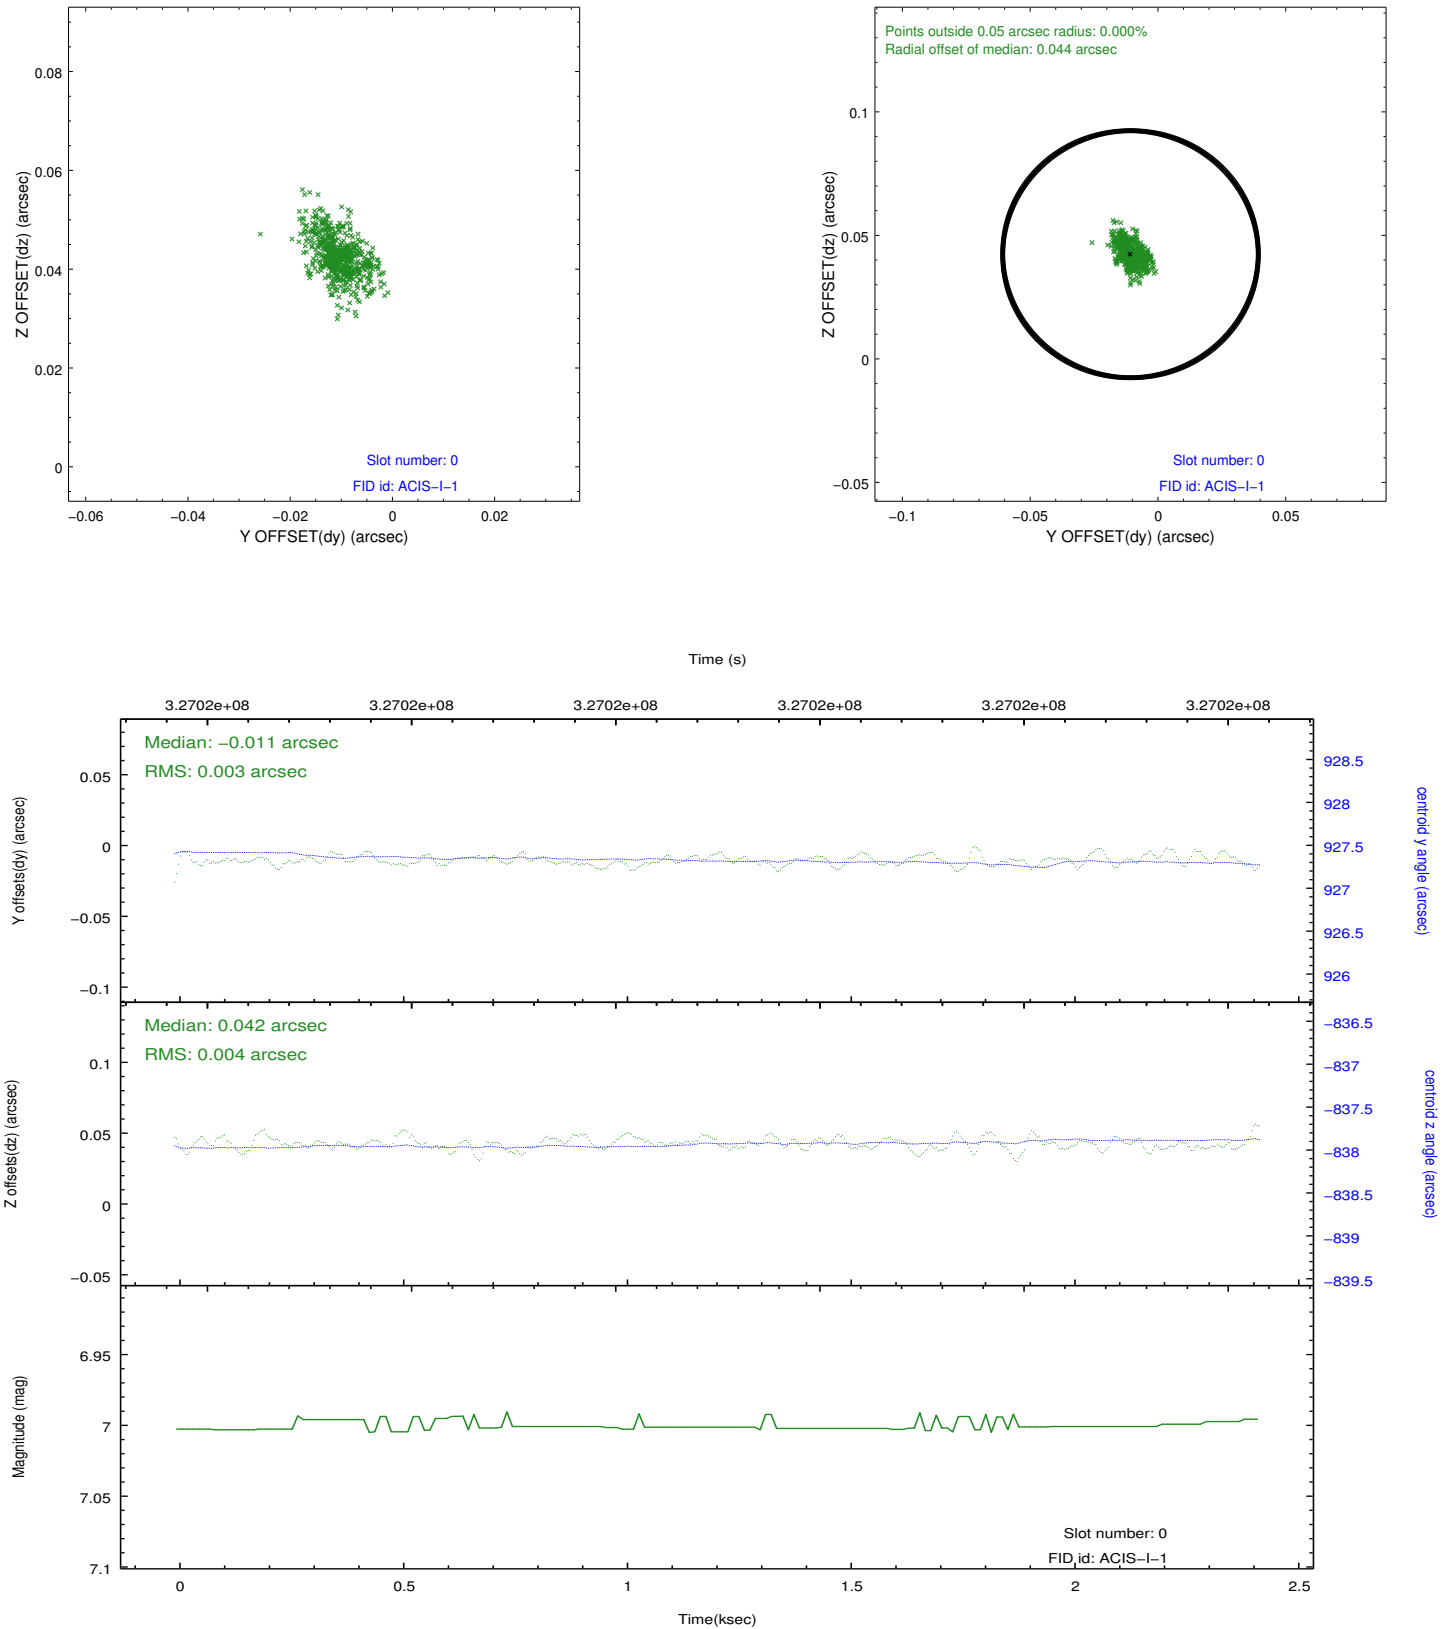 0.08
0.06
0.04
0.02
0
Z OFFSET(dz) (arcsec)
Slot number: 0
FID id: ACIS−I−1
−0.06
−0.04
−0.02
0
0.02
Y OFFSET(dy) (arcsec)
Points outside 0.05 arcsec radius: 0.000%
Radial offset of median: 0.044 arcsec
0.1
0.05
0
−0.05
Z OFFSET(dz) (arcsec)
Slot number: 0
FID id: ACIS−I−1
−0.1
−0.05
0
0.05
Y OFFSET(dy) (arcsec)
Time (s)
3.2702e+08
3.2702e+08
3.2702e+08
3.2702e+08
3.2702e+08
3.2702e+08
Median: −0.011 arcsec
RMS: 0.003 arcsec
0.05
0
−0.05
−0.1
Y offsets(dy) (arcsec)
928.5
928
927.5
927
926.5
926
centroid y angle (arcsec)
Median: 0.042 arcsec
RMS: 0.004 arcsec
0.1
0.05
0
−0.05
Z offsets(dz) (arcsec)
−836.5
−837
−837.5
−838
−838.5
−839
−839.5
centroid z angle (arcsec)
6.95
7
7.05
7.1
Magnitude (mag)
Slot number: 0
FID id: ACIS−I−1
0
0.5
1
1.5
2
2.5
Time(ksec)